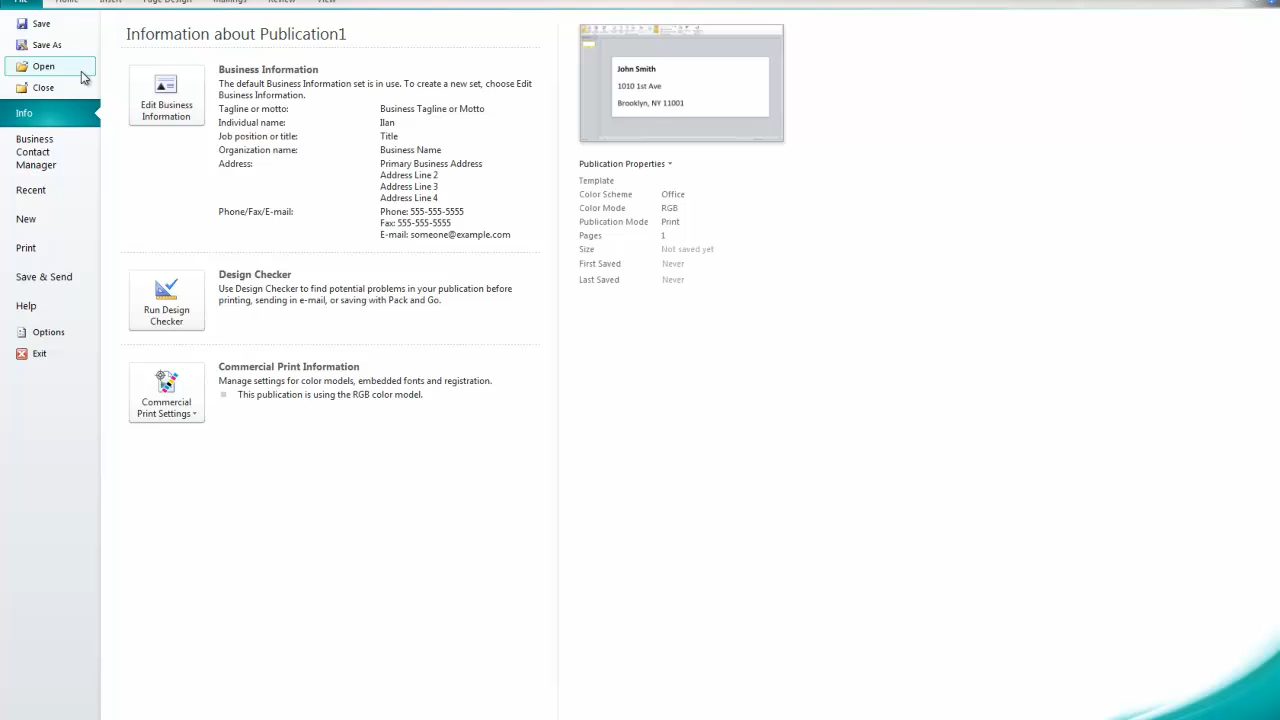 File Home Insert Page Design Mailings Review View
Save
Save As
Open
Close
Info
Business
Contact
Manager
Recent
New
Print
Save & Send
Help
Options
Exit
Information about Publication1
Edit Business
Information
Business Information
The default Business Information set is in use. To create a new set, choose Edit
Business Information.
Tagline or motto: Business Tagline or Motto
Individual name: Ilan
Job position or title: Title
Organization name: Business Name
Address: Primary Business Address
Address Line 2
Address Line 3
Address Line 4
Phone/Fax/E-mail: Phone: 555-555-5555
Fax: 555-555-5555
E-mail: someone@example.com
Run Design
Checker
Design Checker
Use Design Checker to find potential problems in your publication before
printing, sending in e-mail, or saving with Pack and Go.
Commercial
Print Settings
Commercial Print Information
Manage settings for color models, embedded fonts and registration.
This publication is using the RGB color model.
John Smith
1010 1st Ave
Brooklyn, NY 11001
Publication Properties
Template
Color Scheme Office
Color Mode RGB
Publication Mode Print
Pages 1
Size Not saved yet
First Saved Never
Last Saved Never